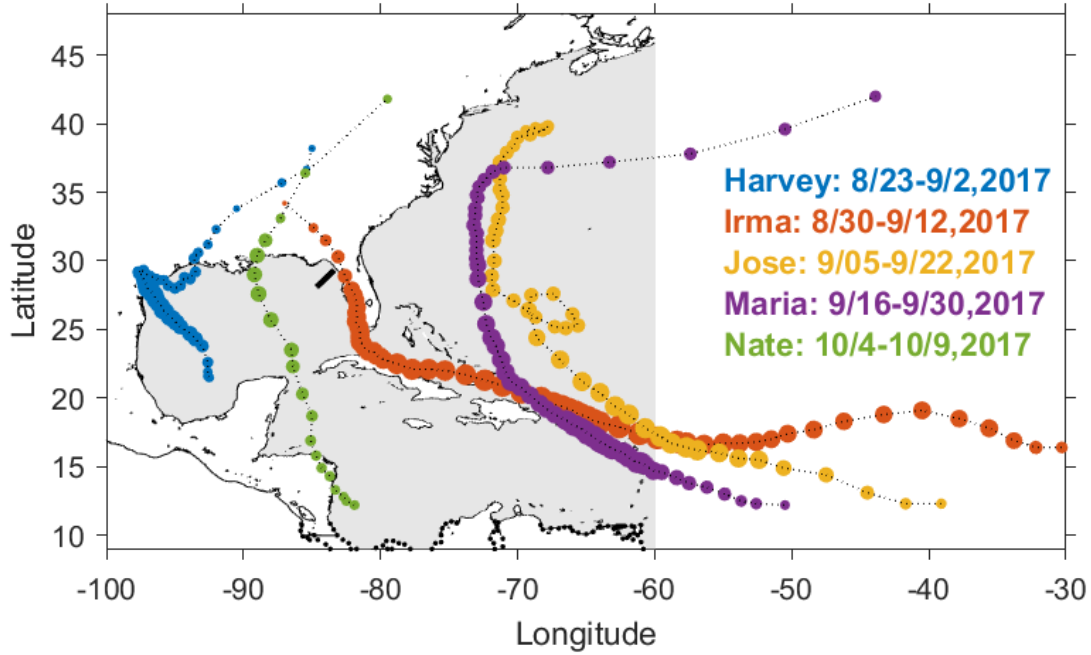 45
40
35
30
25
20
15
10
Latitude
Harvey: 8/23-9/2,2017
Irma: 8/30-9/12,2017
Jose: 9/05-9/22,2017
Maria: 9/16-9/30,2017
Nate: 10/4-10/9,2017
-100 -90 -80 -70 -60 -50 -40 -30
Longitude